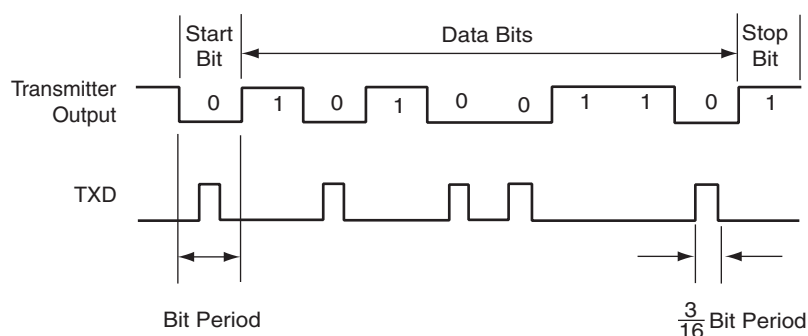 Start
Bit
Data Bits
Stop
Bit
Transmitter
Output
0 1 0 1 0 0 1 1 0 1
TXD
Bit Period
3/16 Bit Period